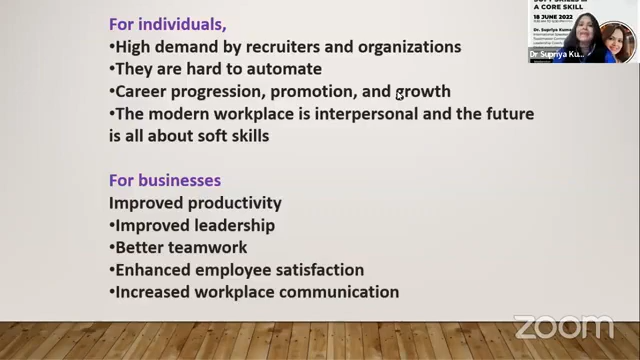 For individuals,
•High demand by recruiters and organizations
•They are hard to automate
•Career progression, promotion, and growth
•The modern workplace is interpersonal and the future
is all about soft skills
For businesses
Improved productivity
•Improved leadership
•Better teamwork
•Enhanced employee satisfaction
•Increased workplace communication
A CORE SKILL
18 JUNE 2022
Dr Supriya Ku...
zoom